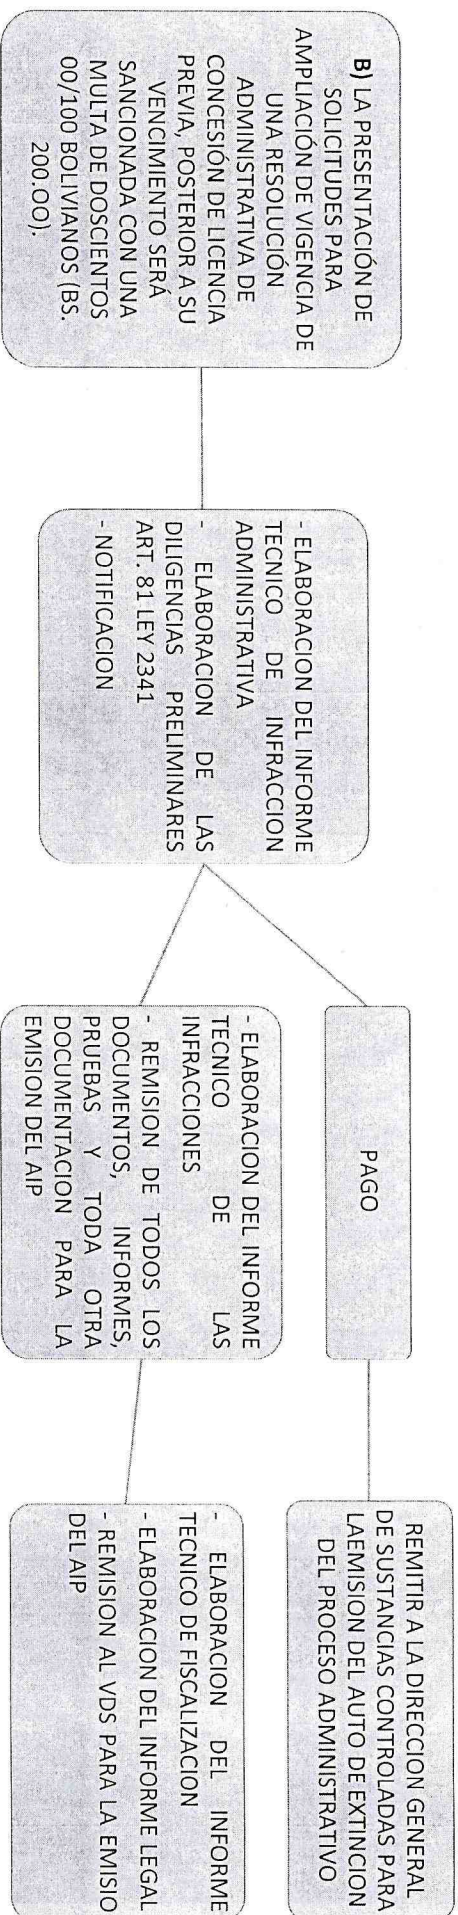 B) LA PRESENTACIÓN DE
SOLICITUDES PARA
AMPLIACIÓN DE VIGENCIA DE
UNA RESOLUCIÓN
ADMINISTRATIVA DE
CONCESIÓN DE LICENCIA
PREVIA, POSTERIOR A SU
VENCIMIENTO SERÁ
SANCIONADA CON UNA
MULTA DE DOSCIENTOS
00/100 BOLIVIANOS (BS.
200.OO).
- ELABORACION DEL INFORME
TECNICO DE INFRACCION
ADMINISTRATIVA
- ELABORACION DE LAS
DILIGENCIAS PRELIMINARES
ART. 81 LEY 2341
- NOTIFICACION
PAGO
REMITIR A LA DIRECCION GENERAL
DE SUSTANCIAS CONTROLADAS PARA
LAEMISION DEL AUTO DE EXTINCION
DEL PROCESO ADMINISTRATIVO
- ELABORACION DEL INFORME
TECNICO DE LAS
INFRACCIONES
- REMISION DE TODOS LOS
DOCUMENTOS, INFORMES,
PRUEBAS Y TODA OTRA
DOCUMENTACION PARA LA
EMISION DEL AIP
- ELABORACION DEL INFORME
TECNICO DE FISCALIZACION
- ELABORACION DEL INFORME LEGAL
- REMISION AL VDS PARA LA EMISIO
DEL AIP